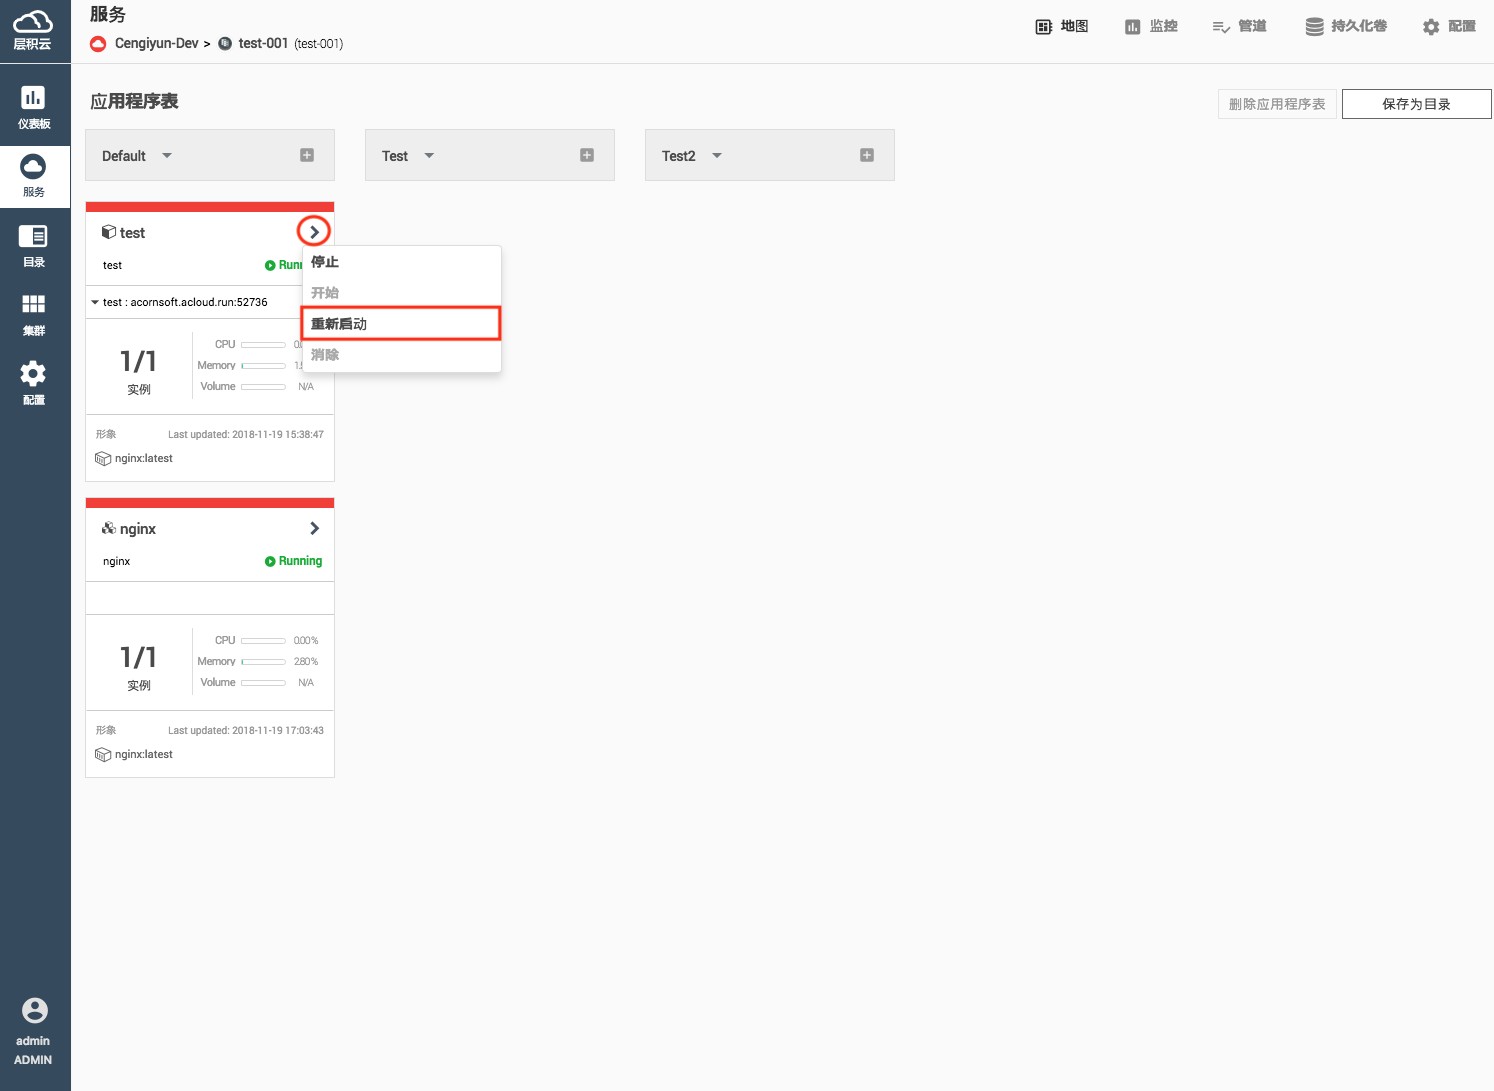 层积云
服务
Cengiyun-Dev > test-001 (test-001)
地图
监控
管道
持久化卷
配置
仪表板
服务
目录
集群
配置
admin
ADMIN
应用程序表
删除应用程序表
保存为目录
Default
Test
Test2
test
test
停止
开始
重新启动
消除
test : acornsoft.acloud.run:52736
1/1
实例
CPU
Memory
Volume N/A
形象 Last updated: 2018-11-19 15:38:47
nginx:latest
nginx
nginx Running
1/1
实例
CPU 0.00%
Memory 2.80%
Volume N/A
形象 Last updated: 2018-11-19 17:03:43
nginx:latest